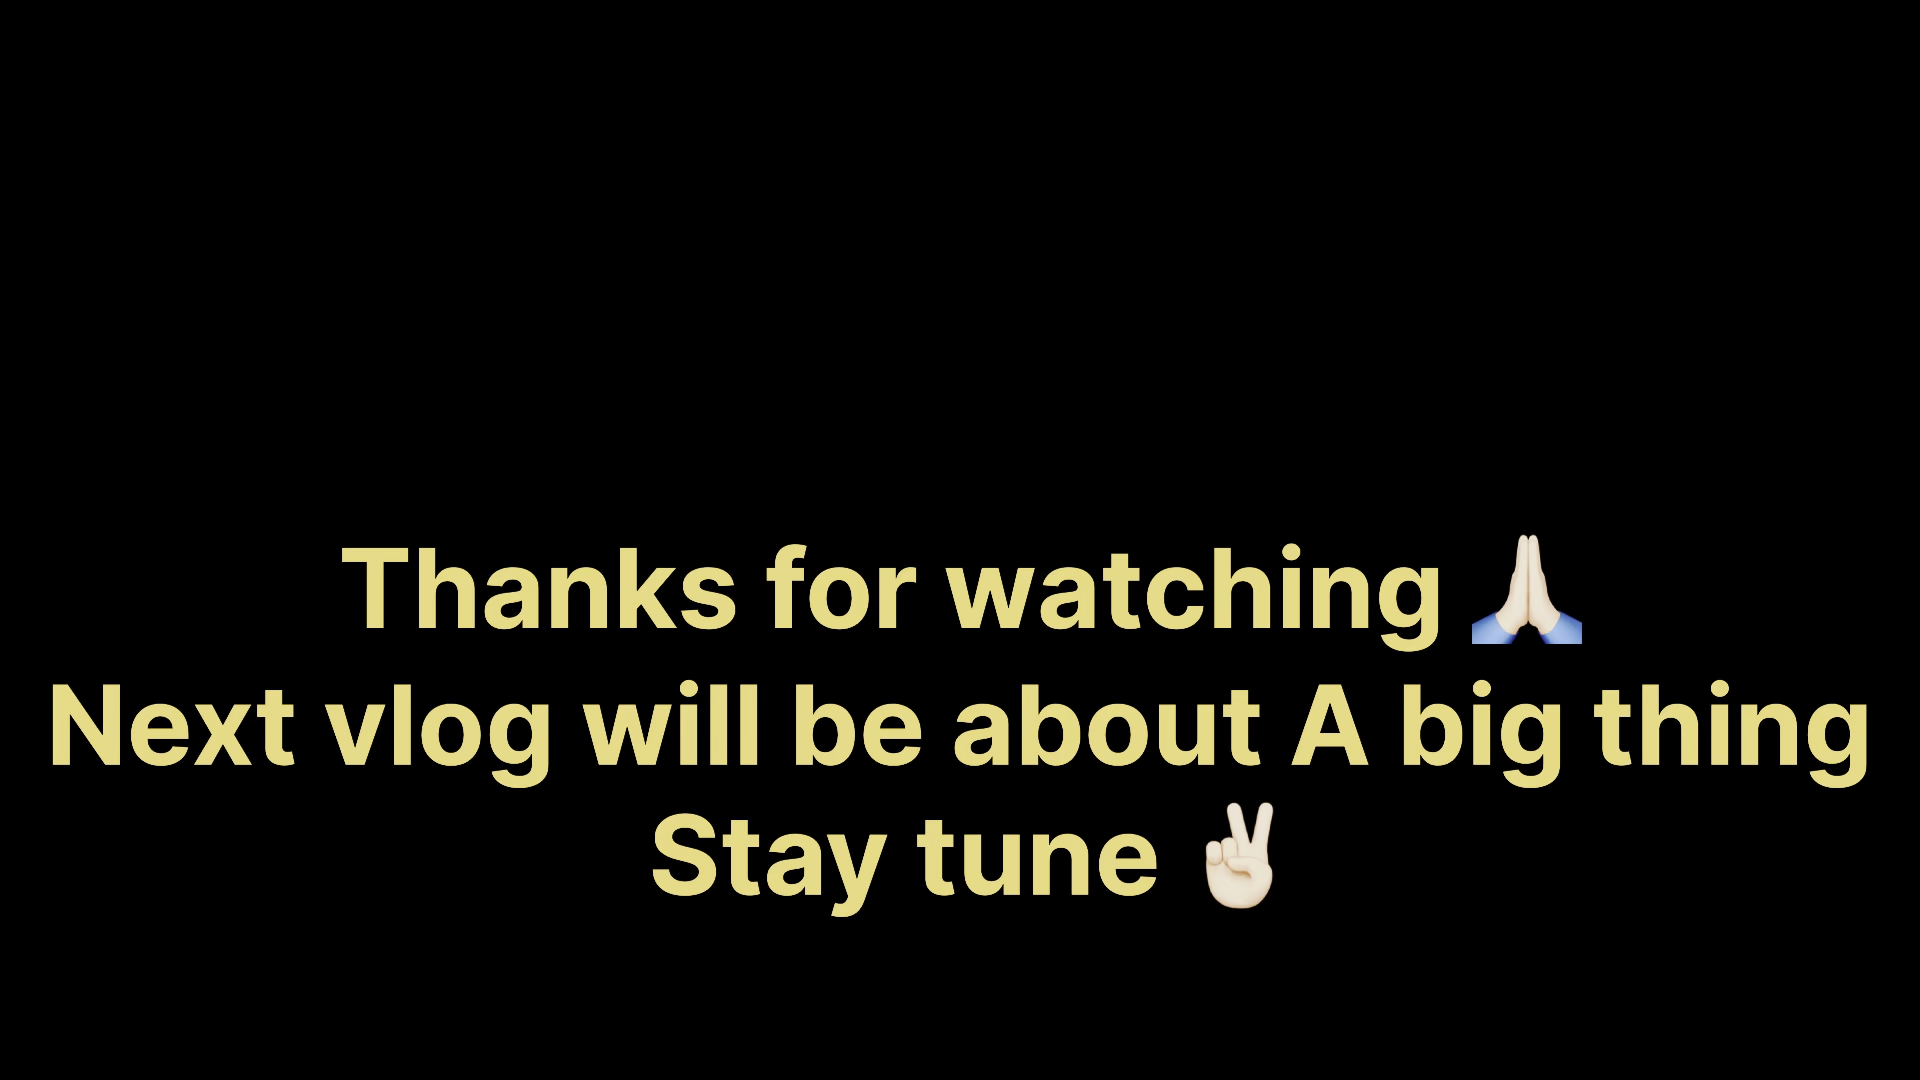 Thanks for watching 🙏🏻
Next vlog will be about A big thing
Stay tune ✌🏻